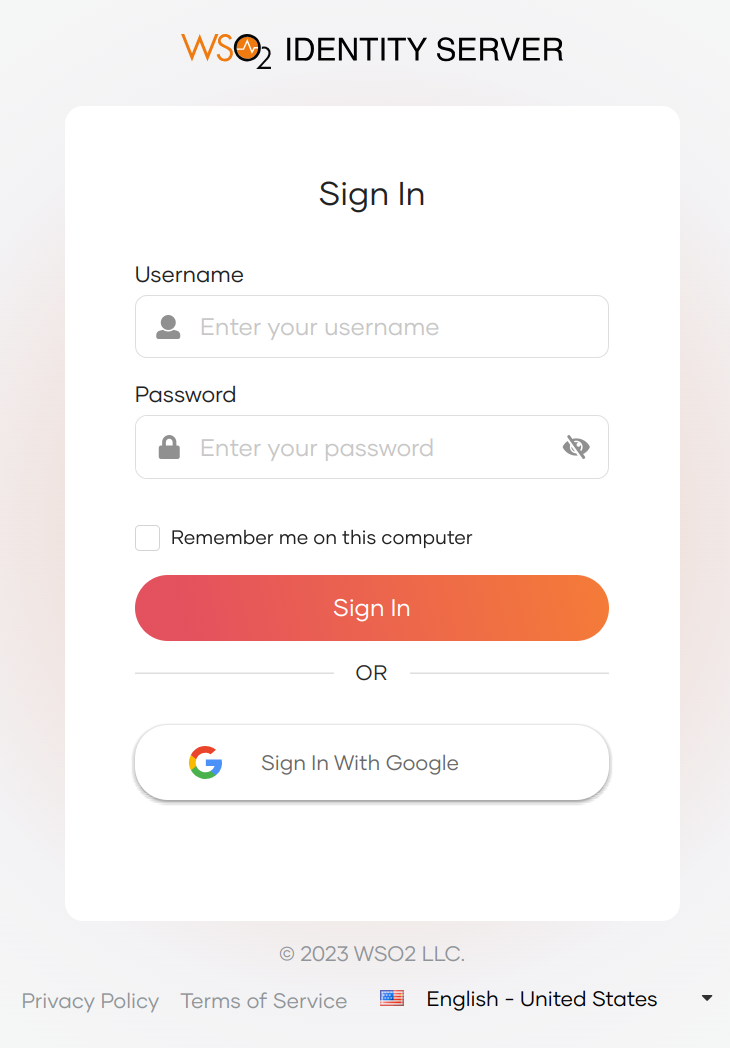 WSO2 IDENTITY SERVER
Sign In
Username
Enter your username
Password
Enter your password
Remember me on this computer
Sign In
OR
Sign In With Google
© 2023 WSO2 LLC.
Privacy Policy Terms of Service English - United States